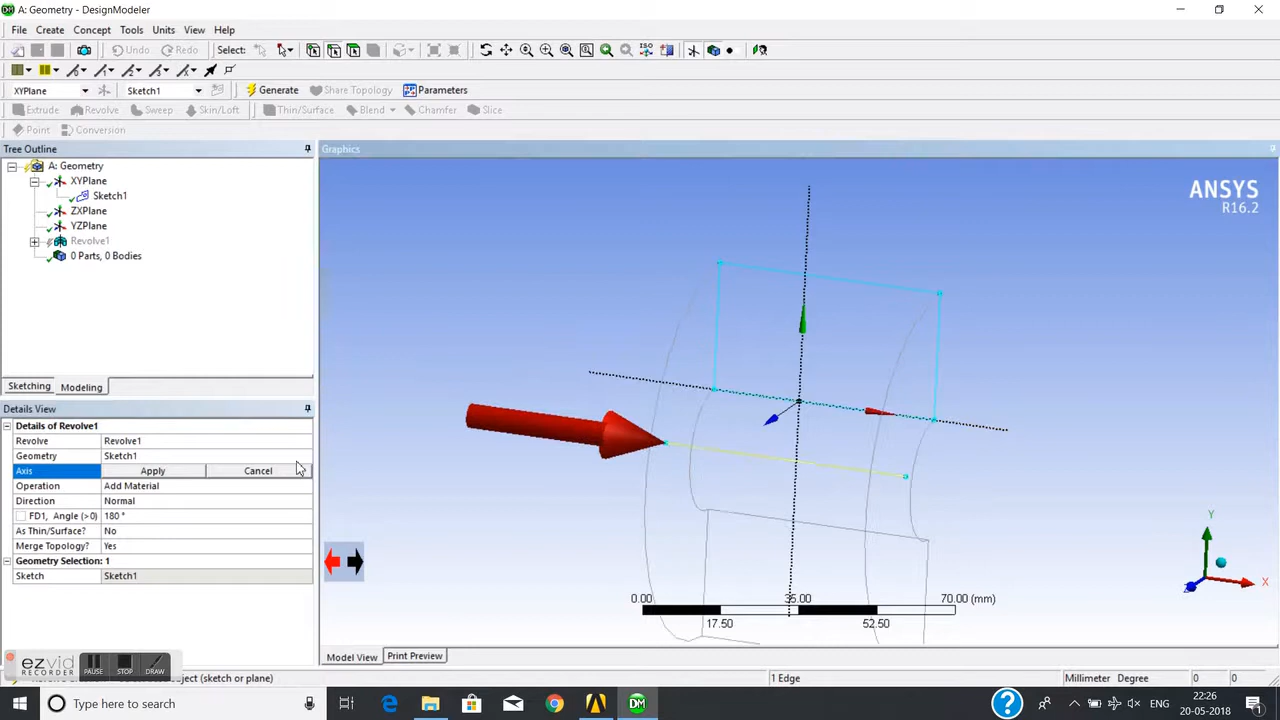 A: Geometry - DesignModeler
File Create Concept Tools Units View Help
Undo Redo Select: ISO
XYPlane Sketch1 Generate Share Topology Parameters
Extrude Revolve Sweep Skin/Loft Thin/Surface Blend Chamfer Slice
Point Conversion
Tree Outline
Graphics
A: Geometry
XYPlane
Sketch1
ZXPlane
YZPlane
Revolve1
0 Parts, 0 Bodies
ANSYS
R16.2
Sketching Modeling
Details View
Details of Revolve1
Revolve Revolve1
Geometry Sketch1
Axis Apply Cancel
Operation Add Material
Direction Normal
FD1, Angle (>0) 180 °
As Thin/Surface? No
Merge Topology? Yes
Geometry Selection: 1
Sketch Sketch1
Y
X
Z
0.00 35.00 70.00 (mm)
17.50 52.50
Model View Print Preview
ezvid
RECORDER
PAUSE STOP DRAW
object (sketch or plane)
1 Edge
Millimeter Degree 0 0
Type here to search
DM
22:26
20-05-2018